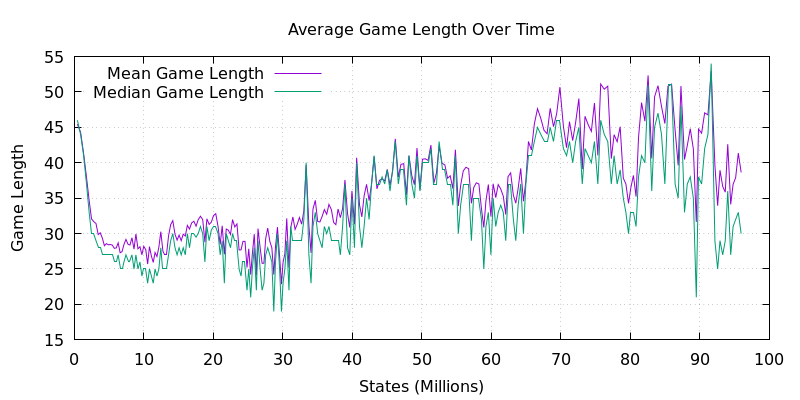 Average Game Length Over Time
Mean Game Length
Median Game Length
Game Length
55
50
45
40
35
30
25
20
15
0 10 20 30 40 50 60 70 80 90 100
States (Millions)